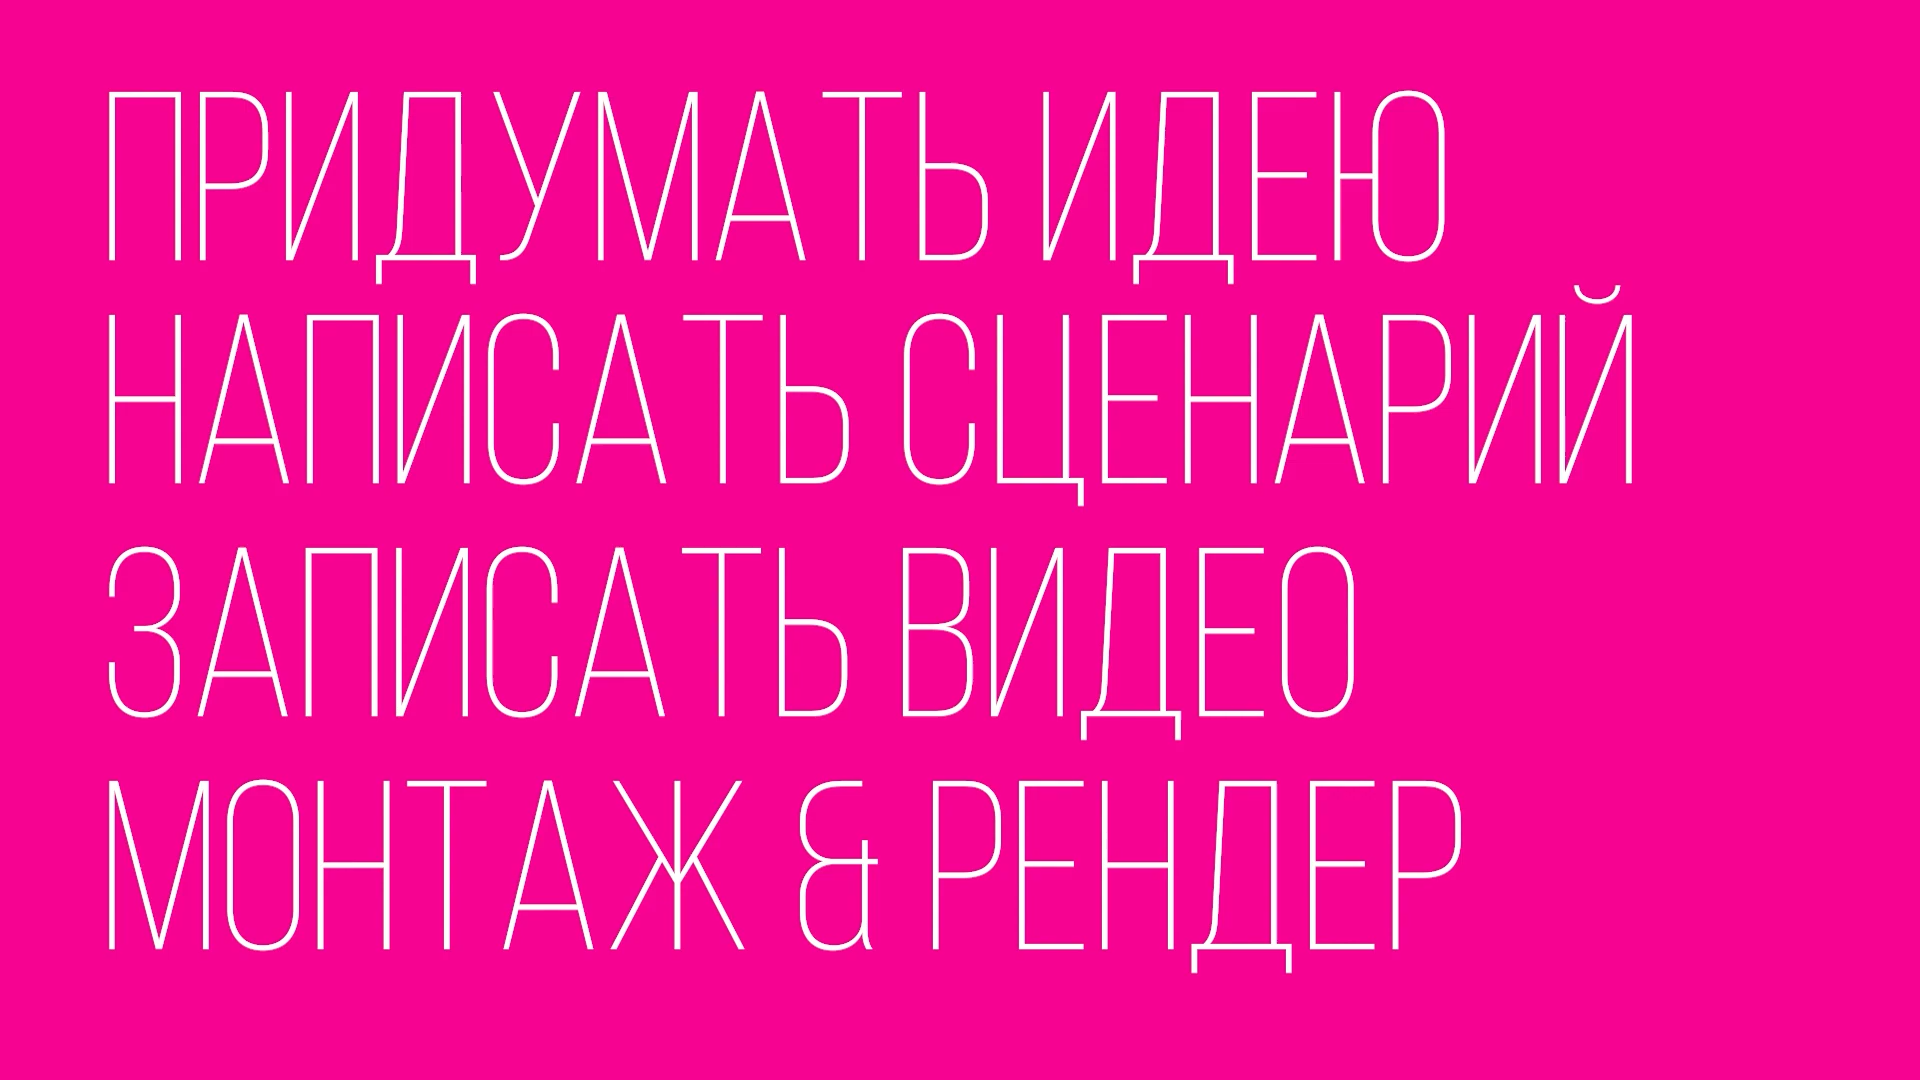 ПРИДУМАТЬ ИДЕЮ
НАПИСАТЬ СЦЕНАРИЙ
ЗАПИСАТЬ ВИДЕО
МОНТАЖ & РЕНДЕР